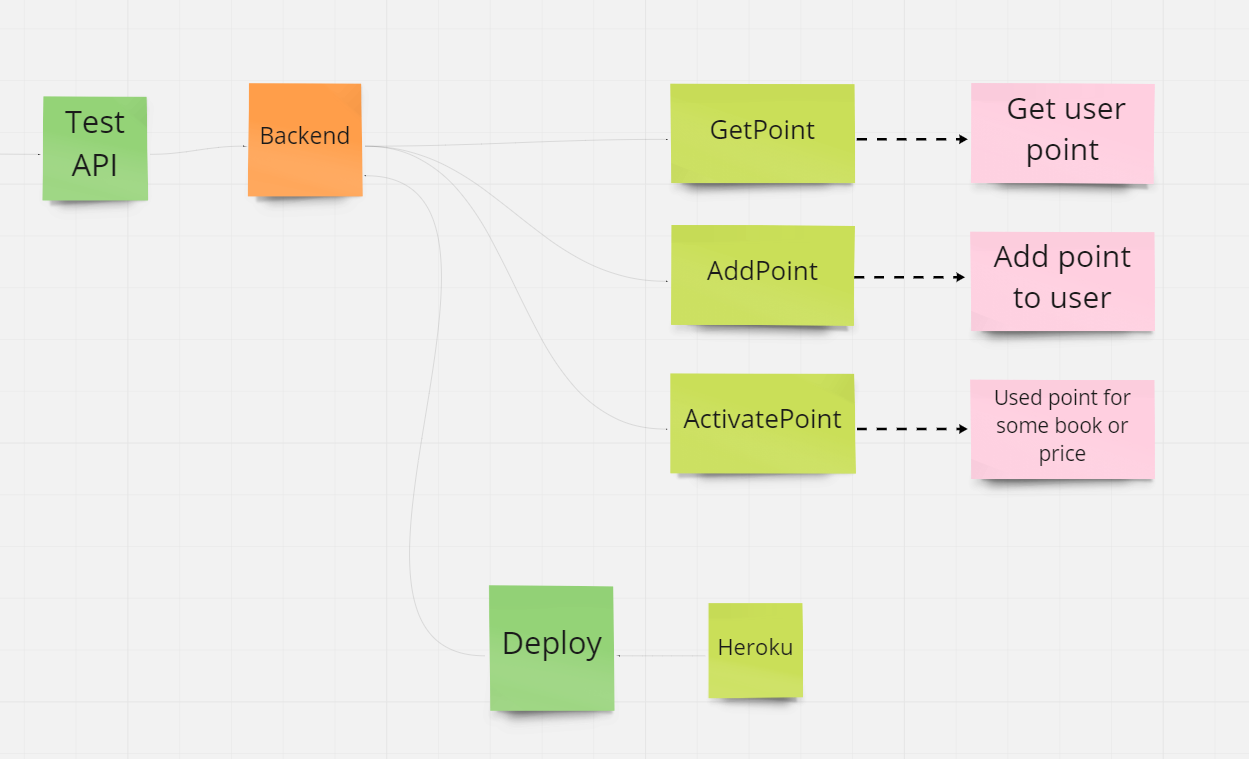 Test
API
Backend
GetPoint
Get user
point
AddPoint
Add point
to user
ActivatePoint
Used point for
some book or
price
Deploy
Heroku